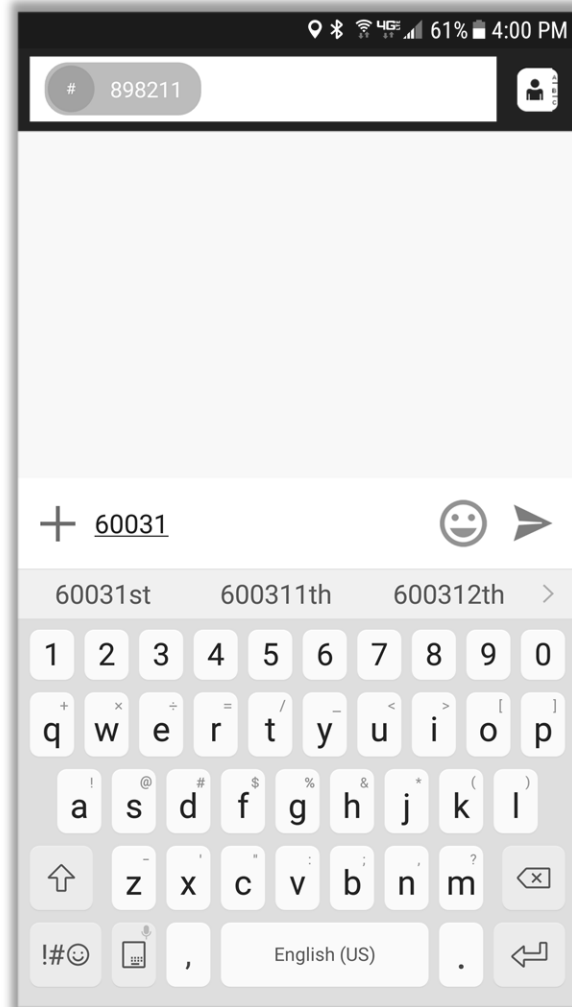 4GE 61% 4:00 PM
# 898211
A
B
C
60031
60031st 600311th 600312th >
1 2 3 4 5 6 7 8 9 0
+ × ÷ = / _ < > [ ]
q w e r t y u i o p
! @ # $ % & * ( )
a s d f g h j k l
- ' " : ; , ?
z x c v b n m
!#☺ , English (US) .